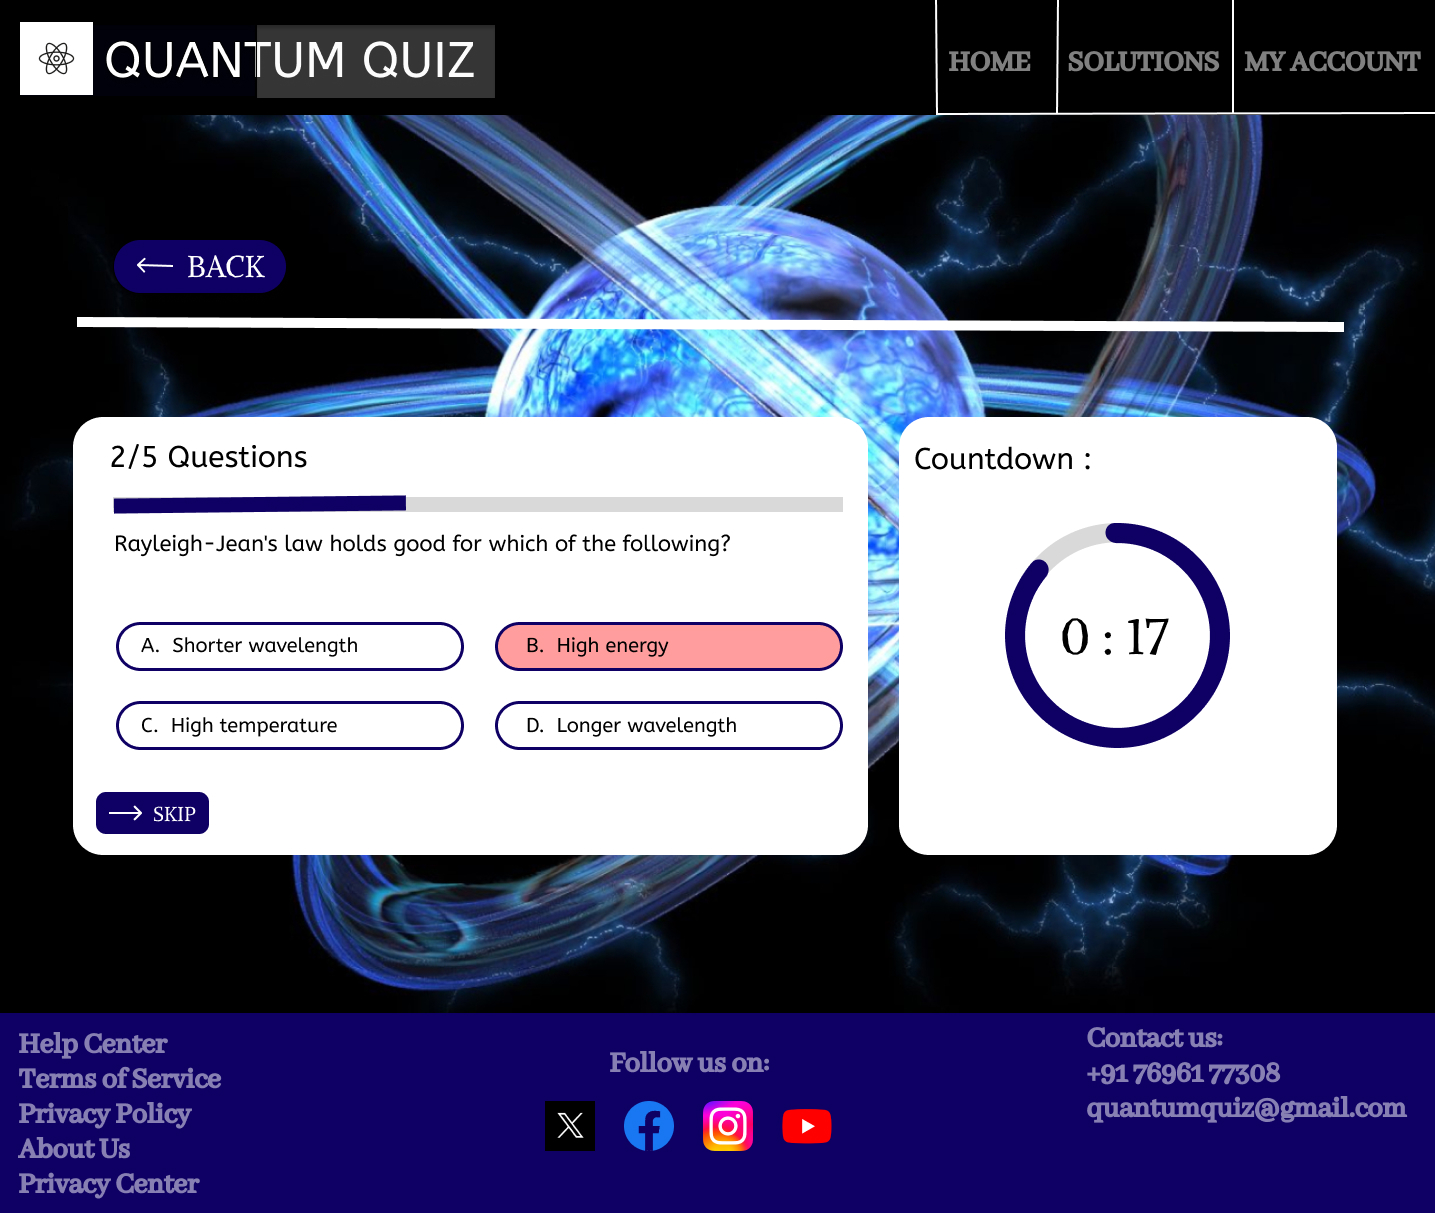 QUANTUM QUIZ
HOME
SOLUTIONS
MY ACCOUNT
BACK
2/5 Questions
Rayleigh-Jean's law holds good for which of the following?
A. Shorter wavelength
B. High energy
C. High temperature
D. Longer wavelength
SKIP
Countdown :
0 : 17
Help Center
Terms of Service
Privacy Policy
About Us
Privacy Center
Follow us on:
Contact us:
+91 76961 77308
quantumquiz@gmail.com